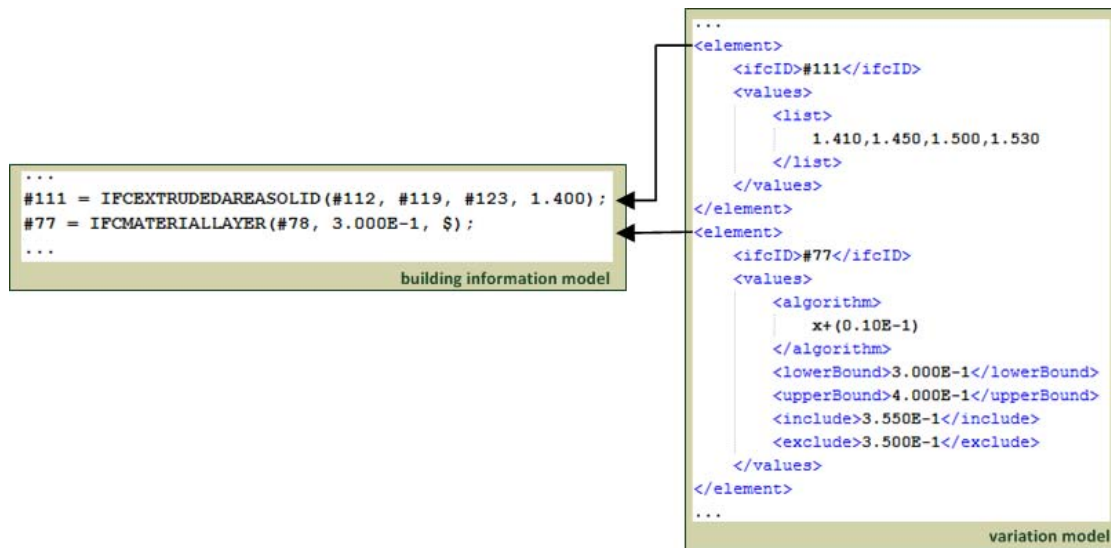 ...
#111 = IFCEXTRUDEDAREASOLID(#112, #119, #123, 1.400);
#77 = IFCMATERIALLAYER(#78, 3.000E-1, $);
...
building information model
...
<element>
<ifcID>#111</ifcID>
<values>
<list>
1.410,1.450,1.500,1.530
</list>
</values>
</element>
<element>
<ifcID>#77</ifcID>
<values>
<algorithm>
x+(0.10E-1)
</algorithm>
<lowerBound>3.000E-1</lowerBound>
<upperBound>4.000E-1</upperBound>
<include>3.550E-1</include>
<exclude>3.500E-1</exclude>
</values>
</element>
...
variation model